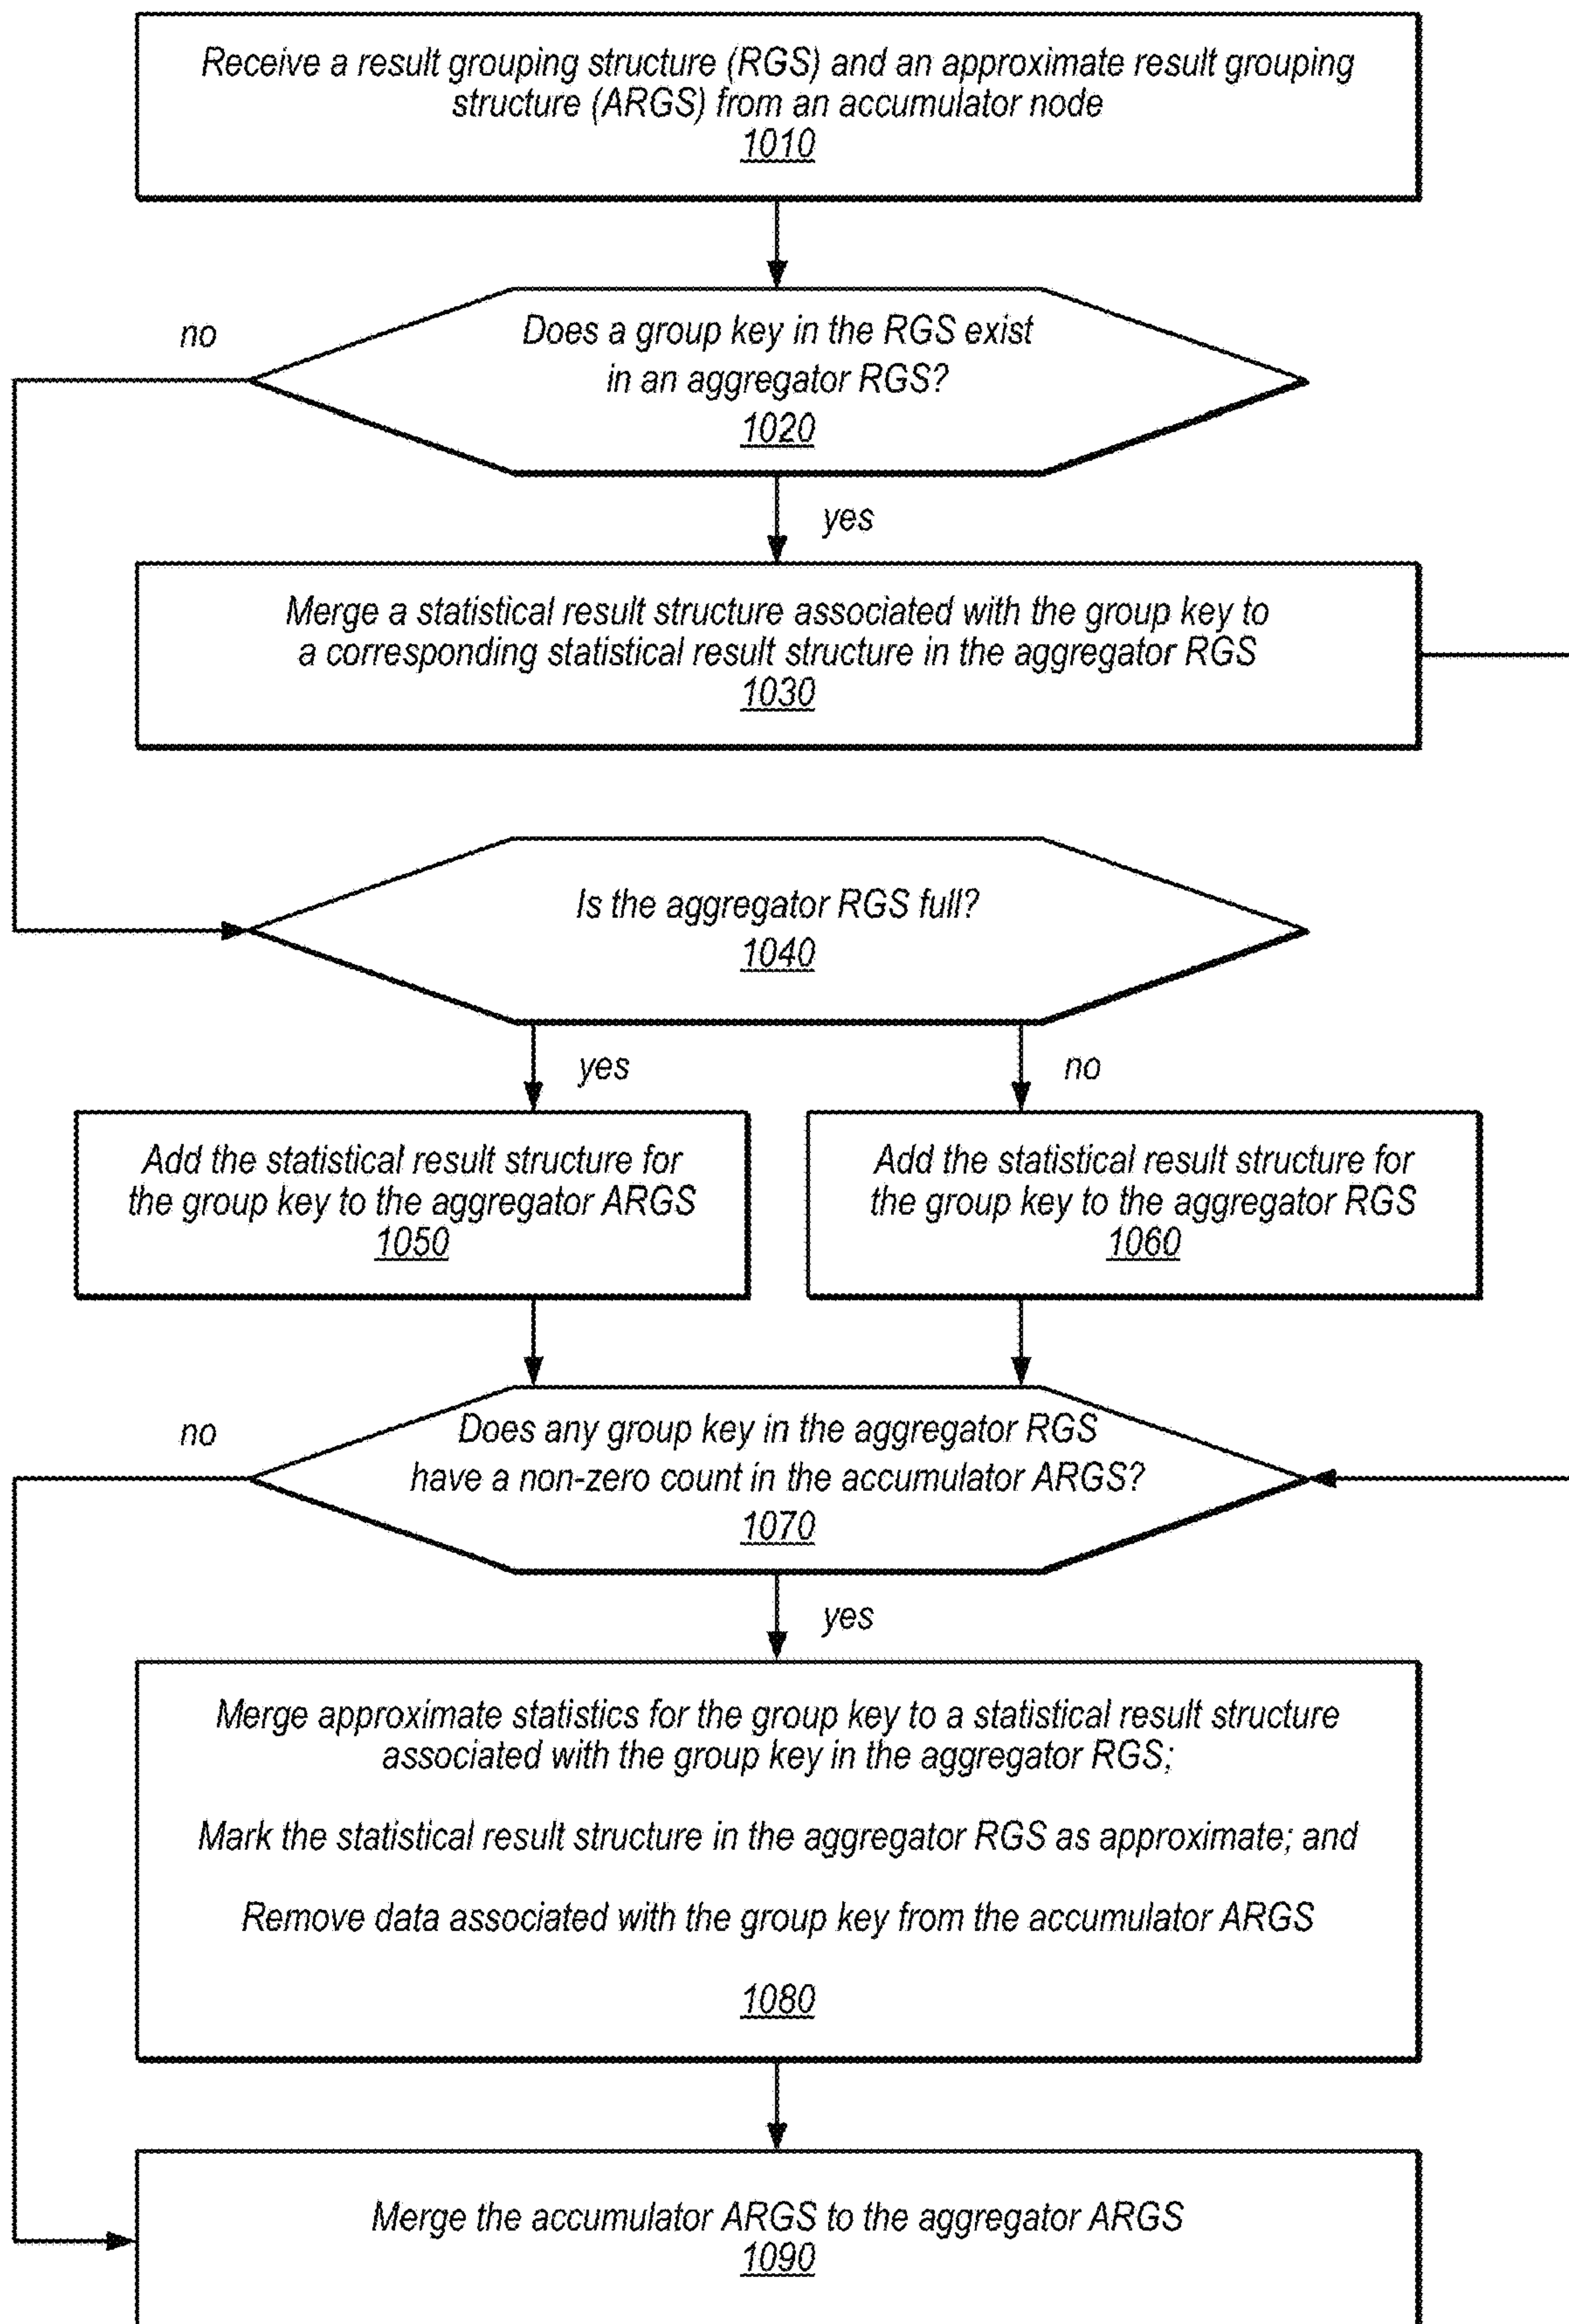 Receive a result grouping structure (RGS) and an approximate result grouping
structure (ARGS) from an accumulator node
1010
no
Does a group key in the RGS exist
in an aggregator RGS?
1020
yes
Merge a statistical result structure associated with the group key to
a corresponding statistical result structure in the aggregator RGS
1030
Is the aggregator RGS full?
1040
yes
no
Add the statistical result structure for
the group key to the aggregator ARGS
1050
Add the statistical result structure for
the group key to the aggregator RGS
1060
no
Does any group key in the aggregator RGS
have a non-zero count in the accumulator ARGS?
1070
yes
Merge approximate statistics for the group key to a statistical result structure
associated with the group key in the aggregator RGS;
Mark the statistical result structure in the aggregator RGS as approximate; and
Remove data associated with the group key from the accumulator ARGS
1080
Merge the accumulator ARGS to the aggregator ARGS
1090